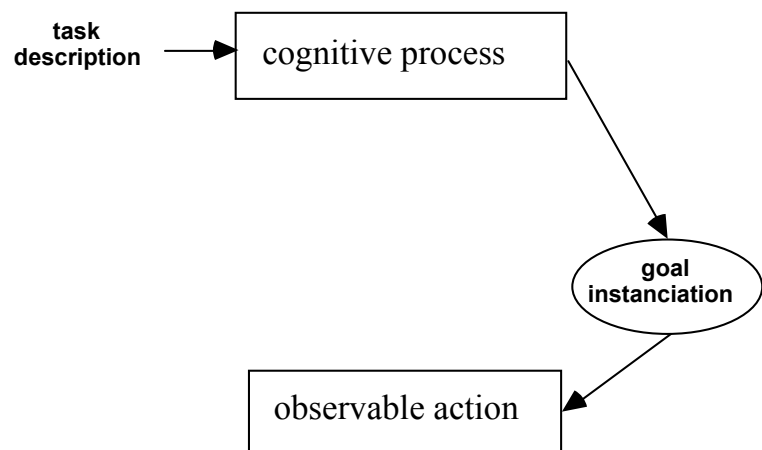 task
description
cognitive process
goal
instanciation
observable action